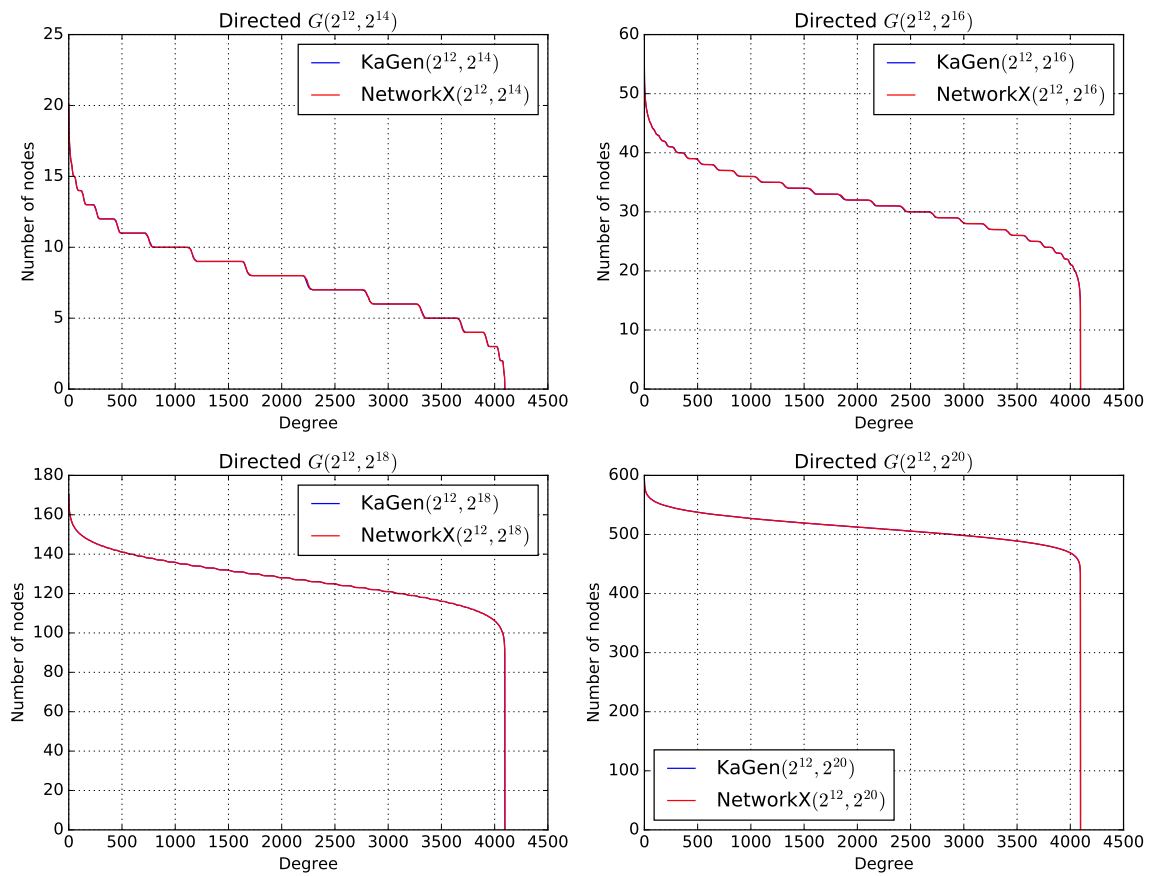 Directed G(2^12, 2^14)
Number of nodes
25
20
15
10
5
0
KaGen(2^12, 2^14)
NetworkX(2^12, 2^14)
0 500 1000 1500 2000 2500 3000 3500 4000 4500
Degree
Directed G(2^12, 2^16)
Number of nodes
60
50
40
30
20
10
0
KaGen(2^12, 2^16)
NetworkX(2^12, 2^16)
0 500 1000 1500 2000 2500 3000 3500 4000 4500
Degree
Directed G(2^12, 2^18)
Number of nodes
180
160
140
120
100
80
60
40
20
0
KaGen(2^12, 2^18)
NetworkX(2^12, 2^18)
0 500 1000 1500 2000 2500 3000 3500 4000 4500
Degree
Directed G(2^12, 2^20)
Number of nodes
600
500
400
300
200
100
0
KaGen(2^12, 2^20)
NetworkX(2^12, 2^20)
0 500 1000 1500 2000 2500 3000 3500 4000 4500
Degree